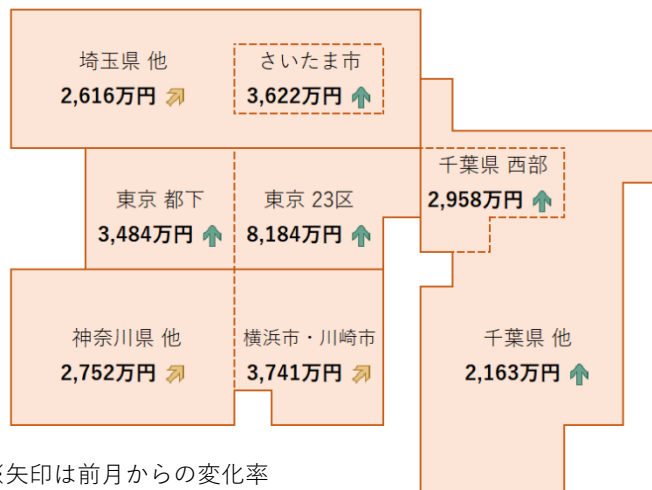 埼玉県 他
2,616万円
さいたま市
3,622万円
千葉県 西部
2,958万円
東京 都下
3,484万円
東京 23区
8,184万円
神奈川県 他
2,752万円
横浜市・川崎市
3,741万円
千葉県 他
2,163万円
※矢印は前月からの変化率